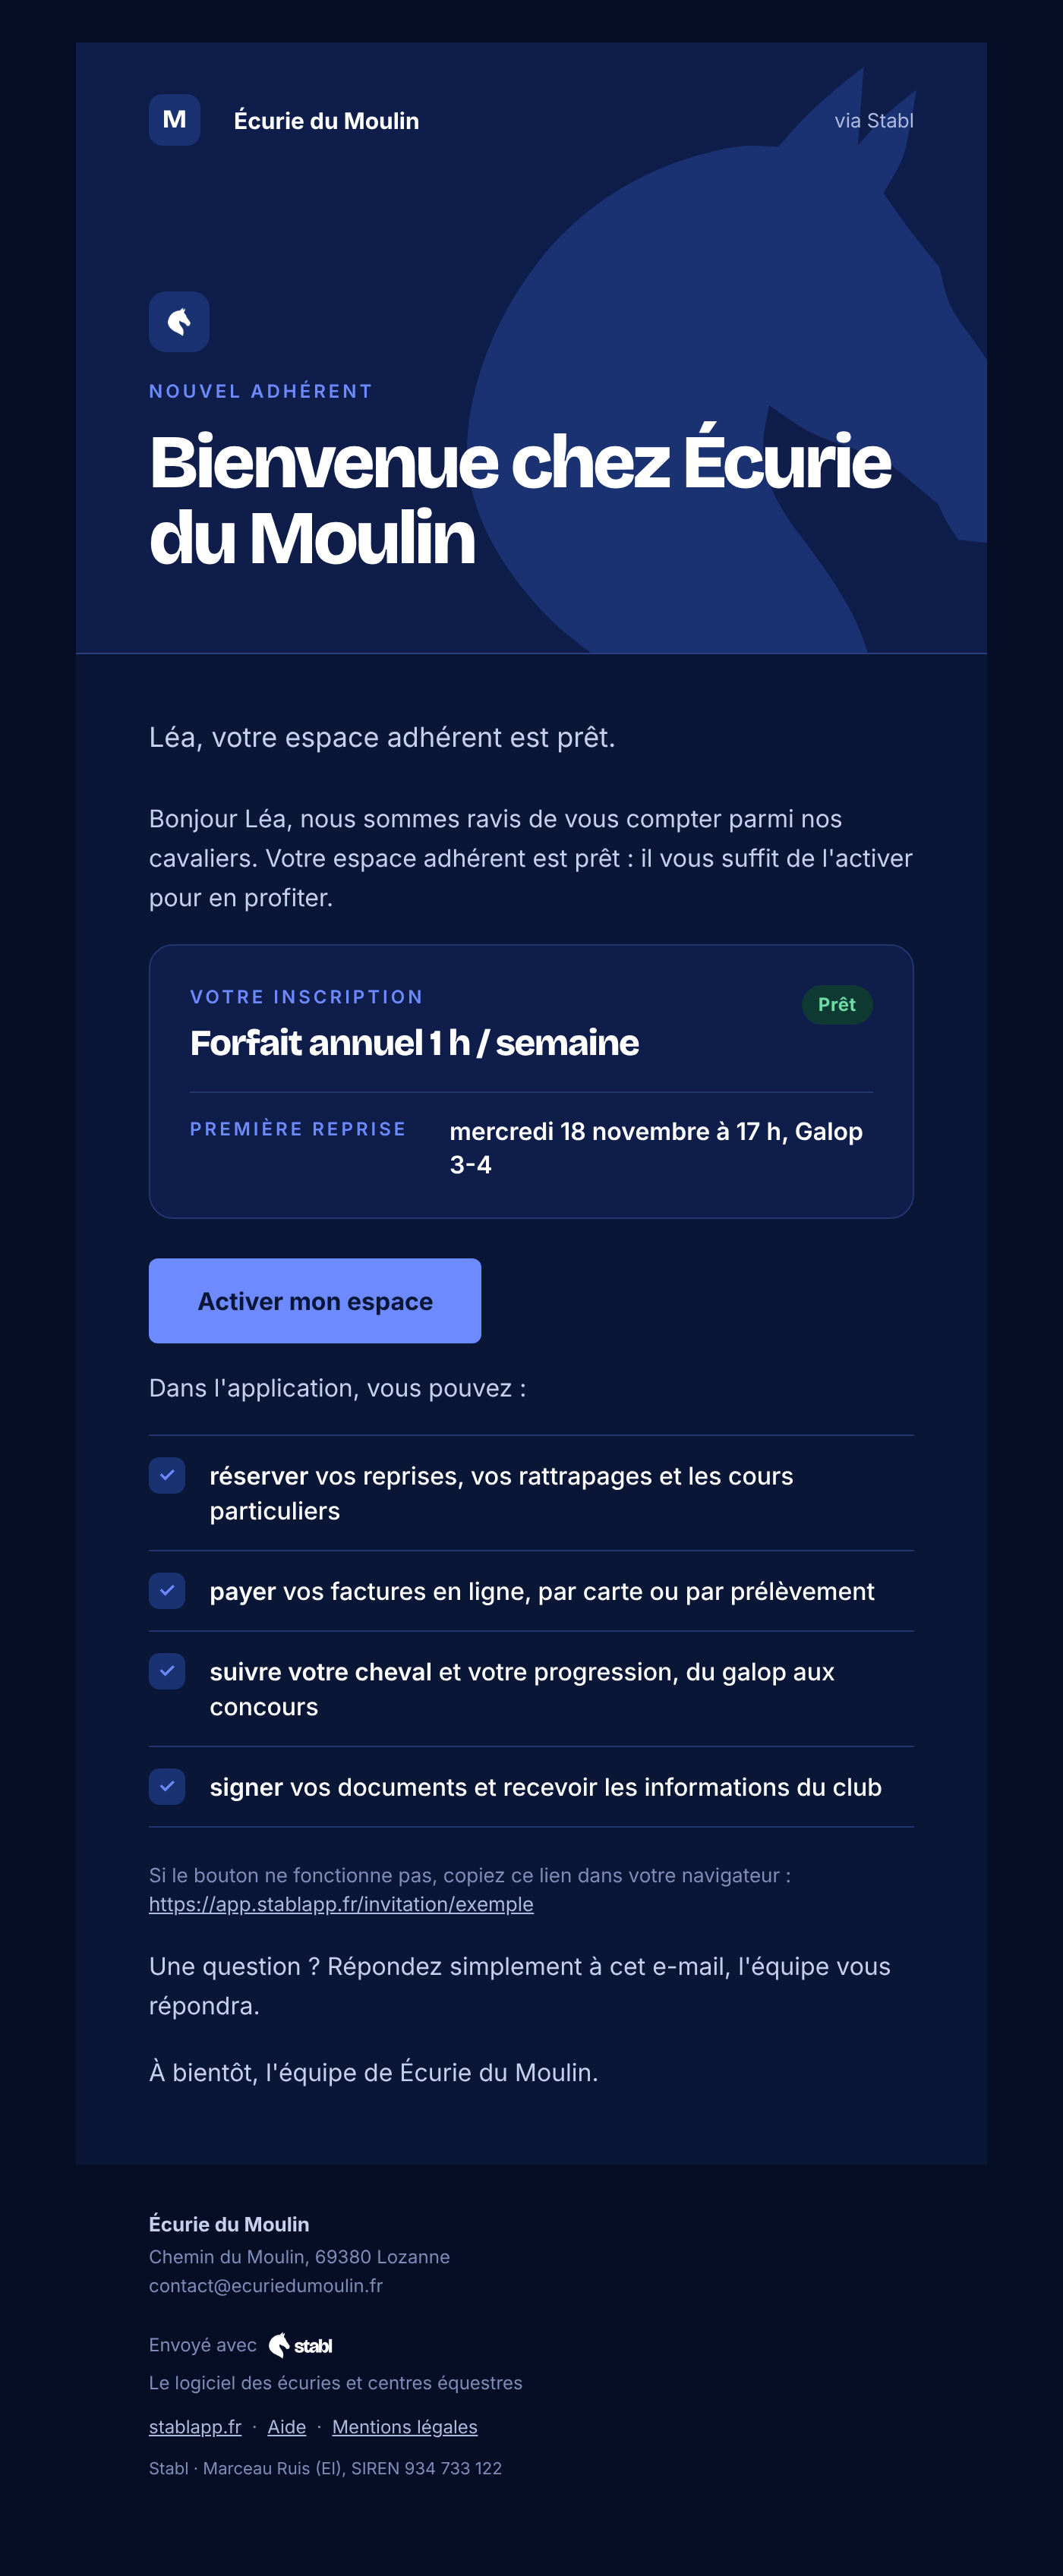 M
Écurie du Moulin
via Stabl
NOUVEL ADHÉRENT
Bienvenue chez Écurie
du Moulin
Léa, votre espace adhérent est prêt.
Bonjour Léa, nous sommes ravis de vous compter parmi nos
cavaliers. Votre espace adhérent est prêt : il vous suffit de l'activer
pour en profiter.
VOTRE INSCRIPTION
Prêt
Forfait annuel 1 h / semaine
PREMIÈRE REPRISE
mercredi 18 novembre à 17 h, Galop
3-4
Activer mon espace
Dans l'application, vous pouvez :
réserver vos reprises, vos rattrapages et les cours
particuliers
payer vos factures en ligne, par carte ou par prélèvement
suivre votre cheval et votre progression, du galop aux
concours
signer vos documents et recevoir les informations du club
Si le bouton ne fonctionne pas, copiez ce lien dans votre navigateur :
https://app.stablapp.fr/invitation/exemple
Une question ? Répondez simplement à cet e-mail, l'équipe vous
répondra.
À bientôt, l'équipe de Écurie du Moulin.
Écurie du Moulin
Chemin du Moulin, 69380 Lozanne
contact@ecuriedumoulin.fr
Envoyé avec stabl
Le logiciel des écuries et centres équestres
stablapp.fr · Aide · Mentions légales
Stabl · Marceau Ruis (EI), SIREN 934 733 122